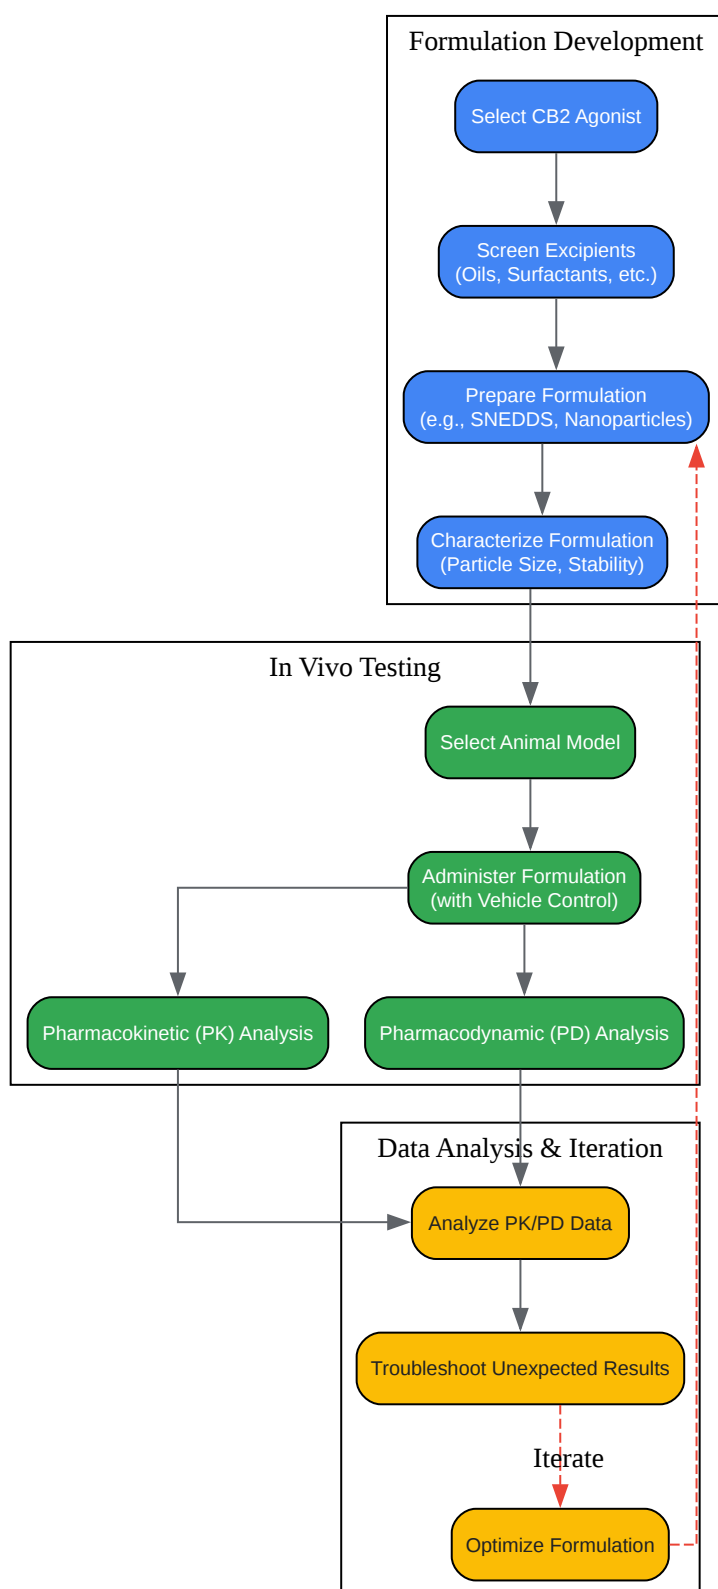 Formulation Development
Select CB2 Agonist
Screen Excipients
(Oils, Surfactants, etc.)
Prepare Formulation
(e.g., SNEDDS, Nanoparticles)
Characterize Formulation
(Particle Size, Stability)
In Vivo Testing
Select Animal Model
Administer Formulation
(with Vehicle Control)
Pharmacokinetic (PK) Analysis
Pharmacodynamic (PD) Analysis
Data Analysis & Iteration
Analyze PK/PD Data
Troubleshoot Unexpected Results
Iterate
Optimize Formulation